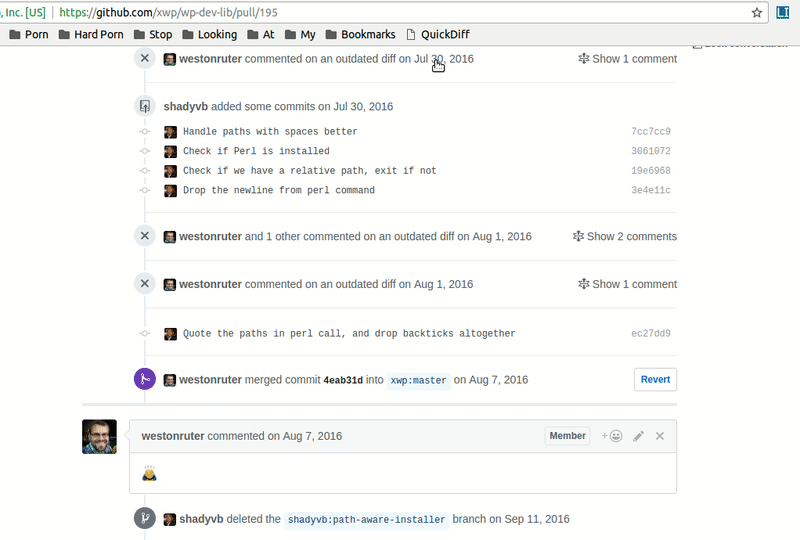 , Inc. [US] https://github.com/xwp/wp-dev-lib/pull/195
Porn Hard Porn Stop Looking At My Bookmarks QuickDiff
westonruter commented on an outdated diff on Jul 30, 2016 Show 1 comment
shadyvb added some commits on Jul 30, 2016
Handle paths with spaces better 7cc7cc9
Check if Perl is installed 3061072
Check if we have a relative path, exit if not 19e6968
Drop the newline from perl command 3e4e11c
westonruter and 1 other commented on an outdated diff on Aug 1, 2016 Show 2 comments
westonruter commented on an outdated diff on Aug 1, 2016 Show 1 comment
Quote the paths in perl call, and drop backticks altogether ec27dd9
westonruter merged commit 4eab31d into xwp:master on Aug 7, 2016 Revert
westonruter commented on Aug 7, 2016 Member
shadyvb deleted the shadyvb:path-aware-installer branch on Sep 11, 2016